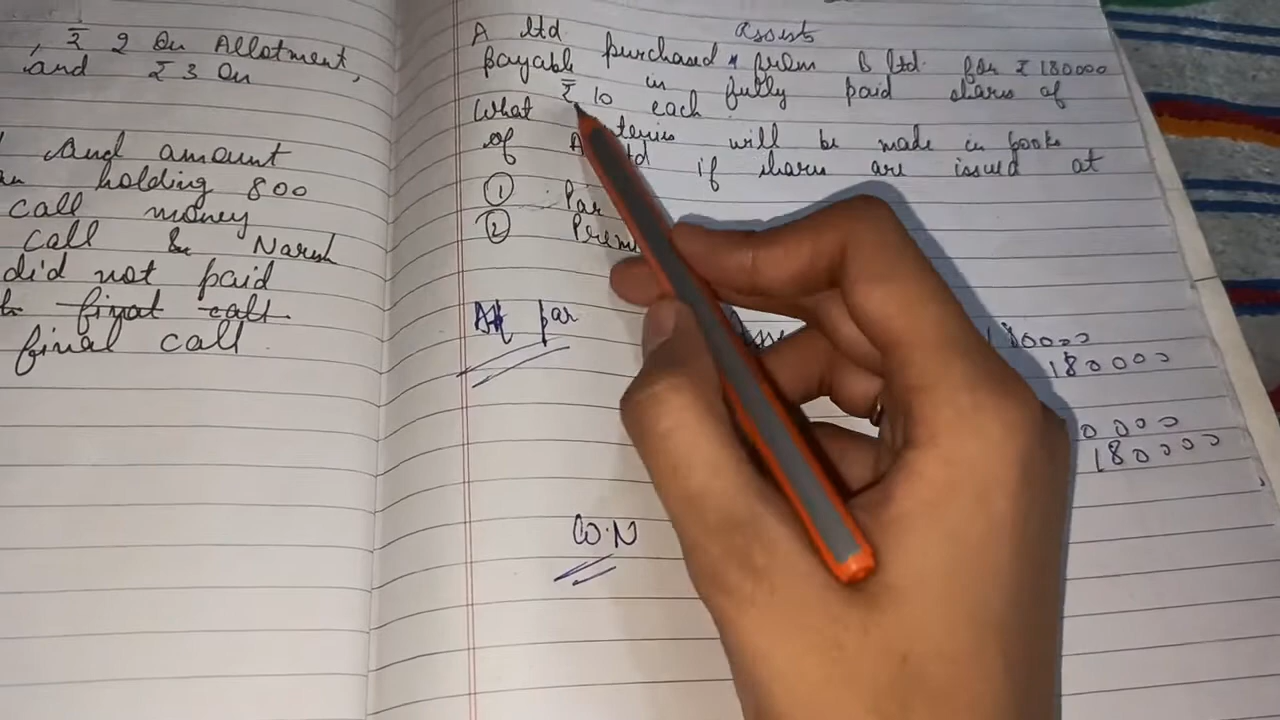 , ₹ 2 On Allotment,
and ₹ 3 On
And amount
holding 800
call money
call & Naresh
did not paid
final call
final call
A ltd assets
payable purchased from B ltd. for ₹ 180000
in fully paid shares of
₹ 10 each
What will be made in books
of A ltd if shares are issued at
① Par
②
At par
180000
180000
0000
180000
W.N